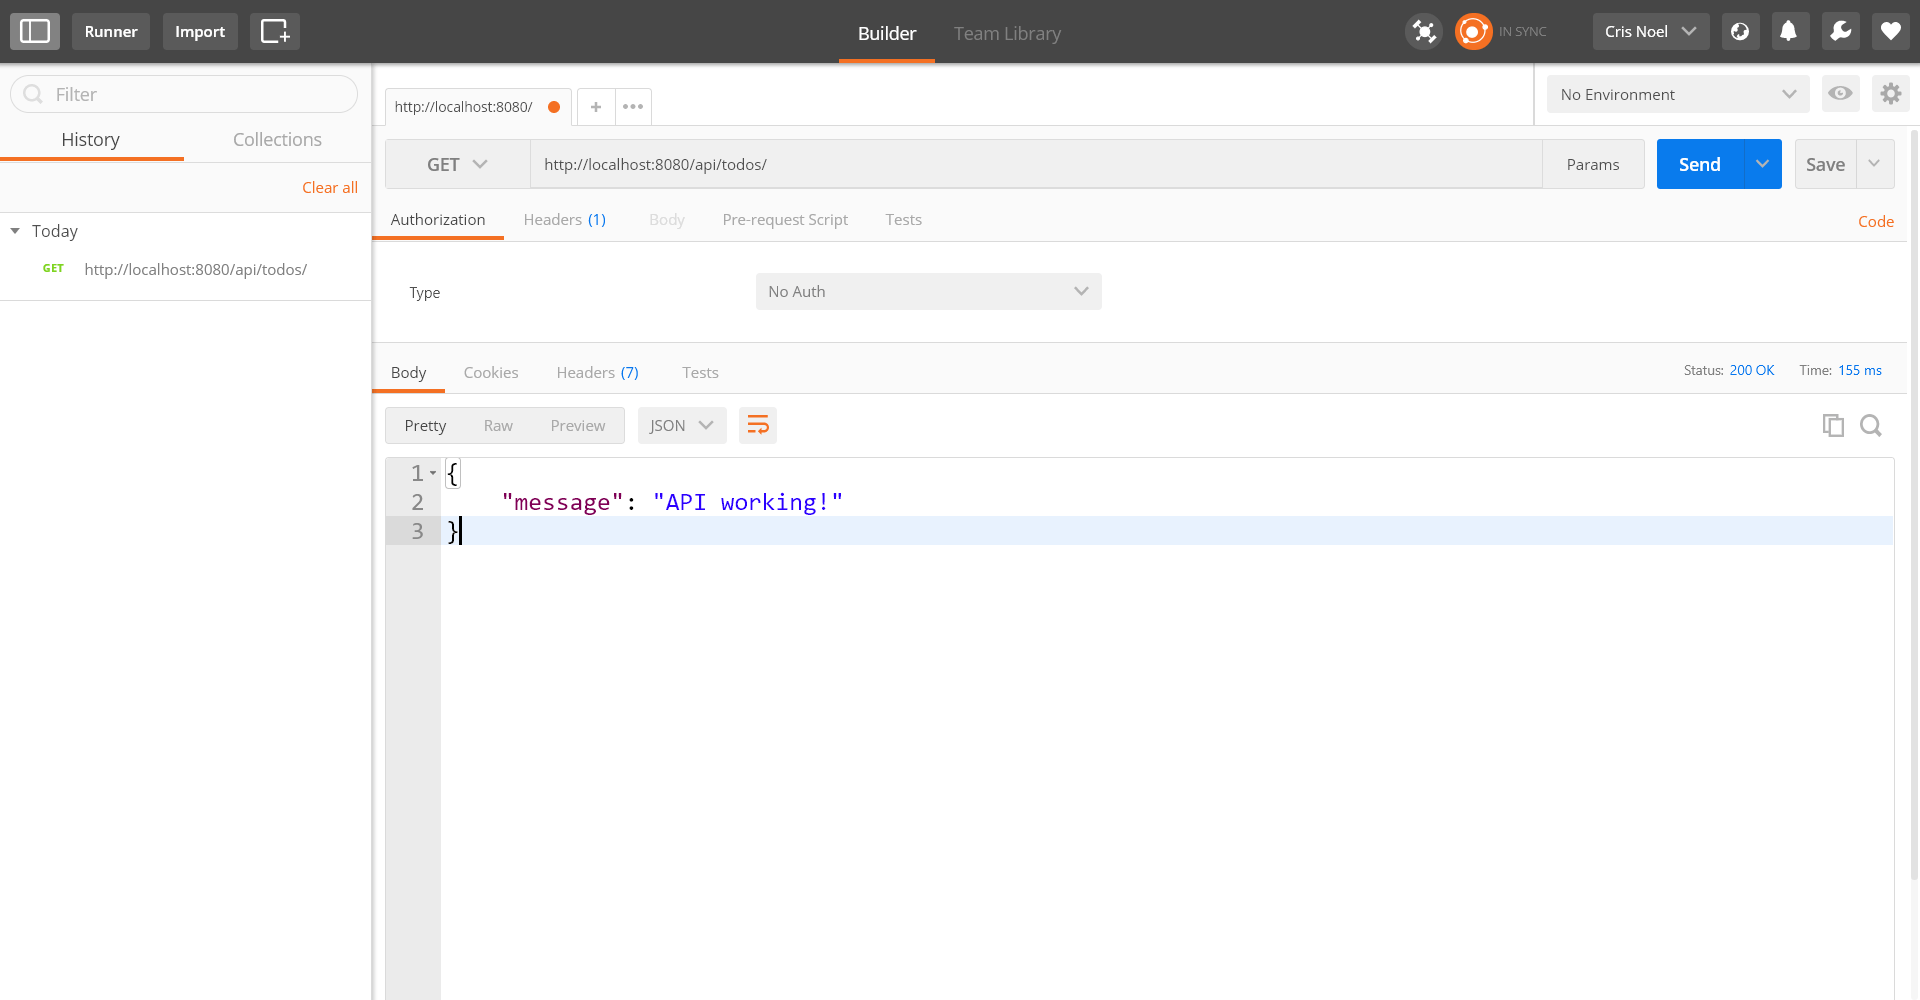 Runner Import Builder Team Library IN SYNC Cris Noel
Filter
History Collections
Clear all
Today
GET http://localhost:8080/api/todos/
http://localhost:8080/ + ••• No Environment
GET http://localhost:8080/api/todos/ Params Send Save
Authorization Headers (1) Body Pre-request Script Tests Code
Type No Auth
Body Cookies Headers (7) Tests Status: 200 OK Time: 155 ms
Pretty Raw Preview JSON
1 {
2 "message": "API working!"
3 }